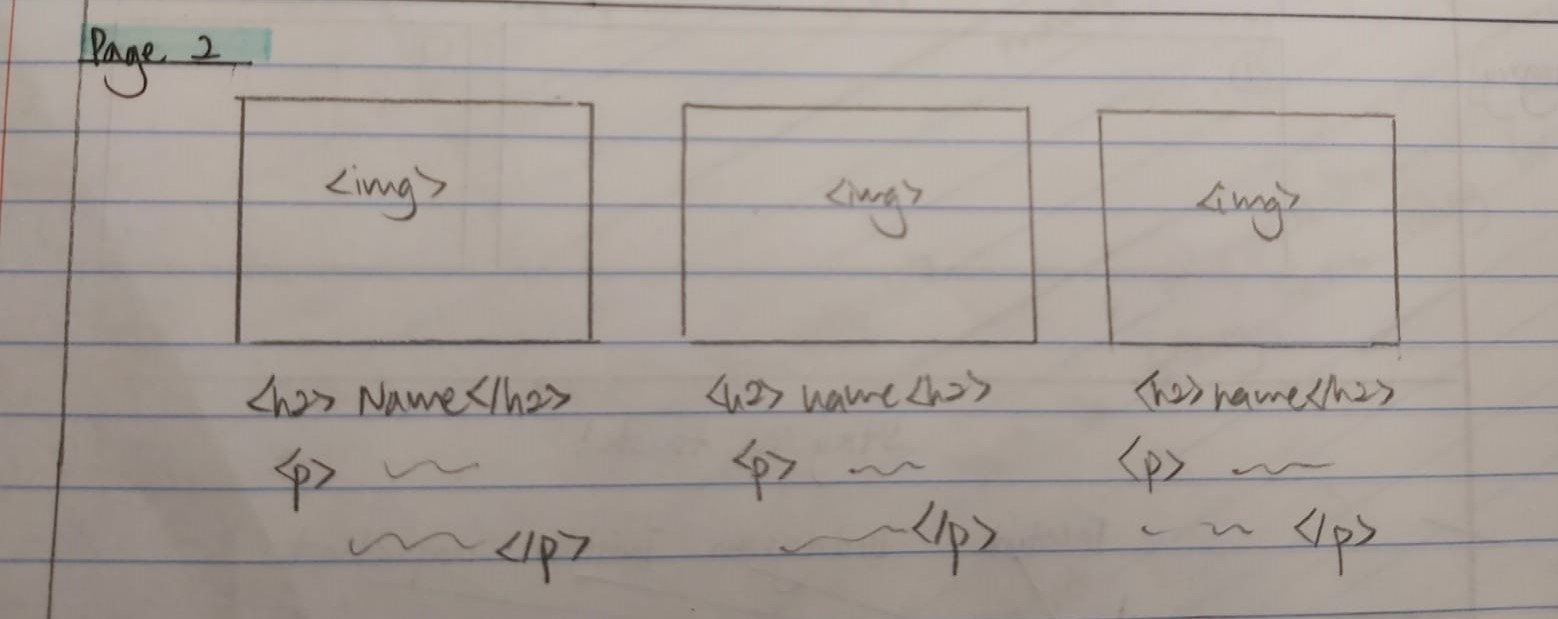 Page 2
<img> <img> <img>
<h2> Name</h2> <h2> name<h2> <h2>name</h2>
<p> <p> <p>
</p> </p> </p>